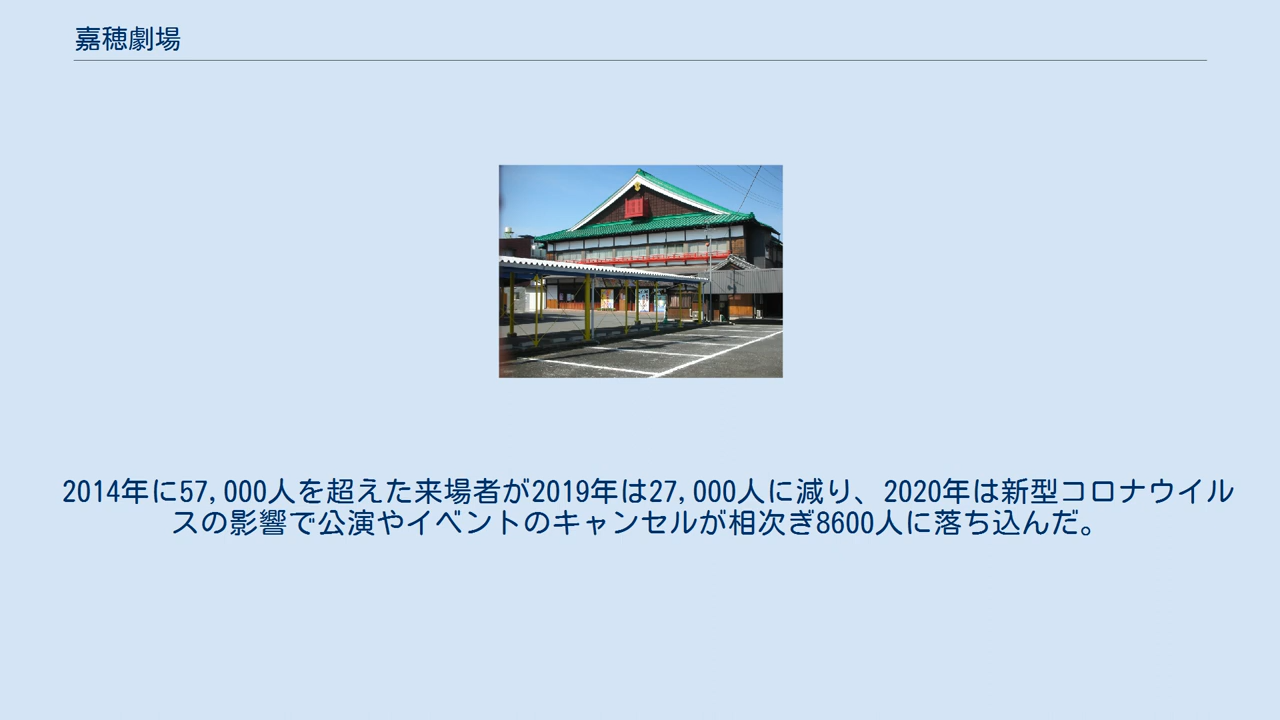 嘉穂劇場
2014年に57,000人を超えた来場者が2019年は27,000人に減り、2020年は新型コロナウイル
スの影響で公演やイベントのキャンセルが相次ぎ8600人に落ち込んだ。